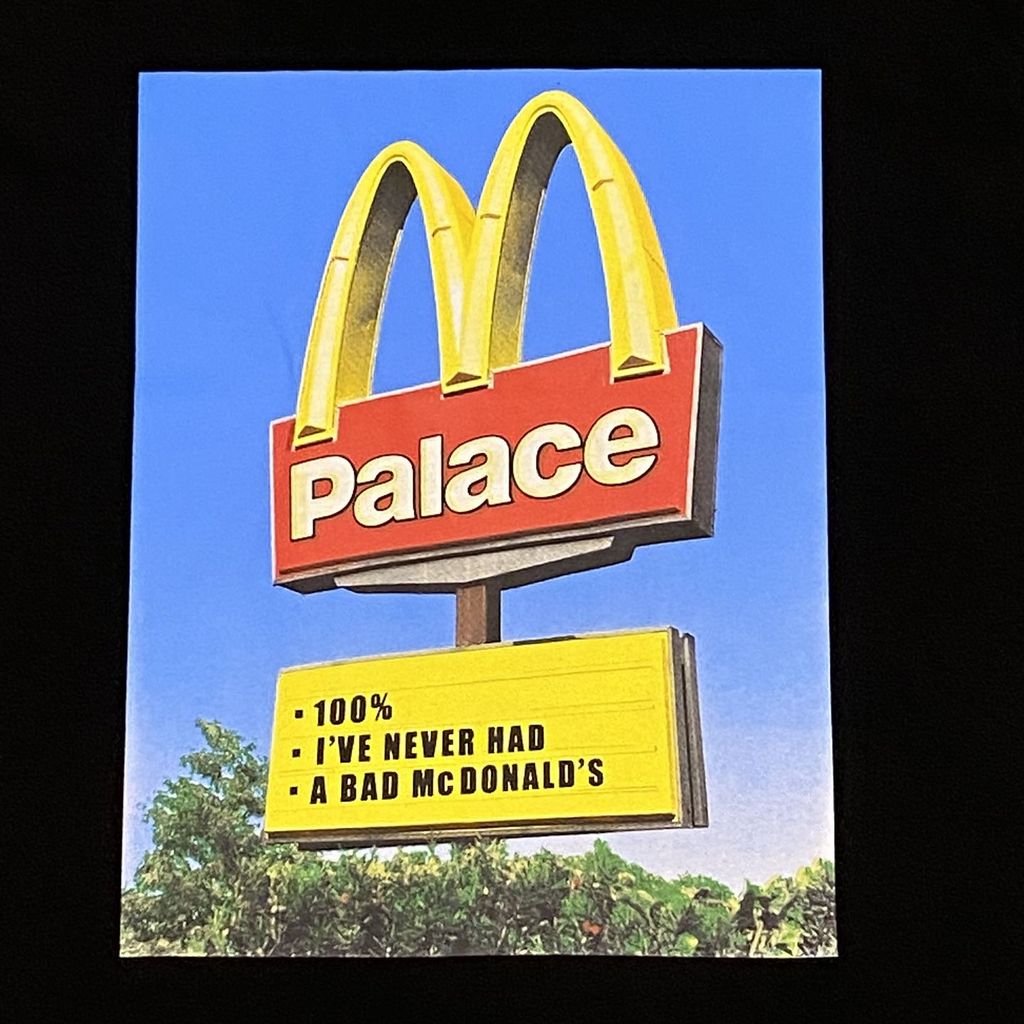 Palace
▪ 100%
▪ I'VE NEVER HAD
▪ A BAD McDONALD'S